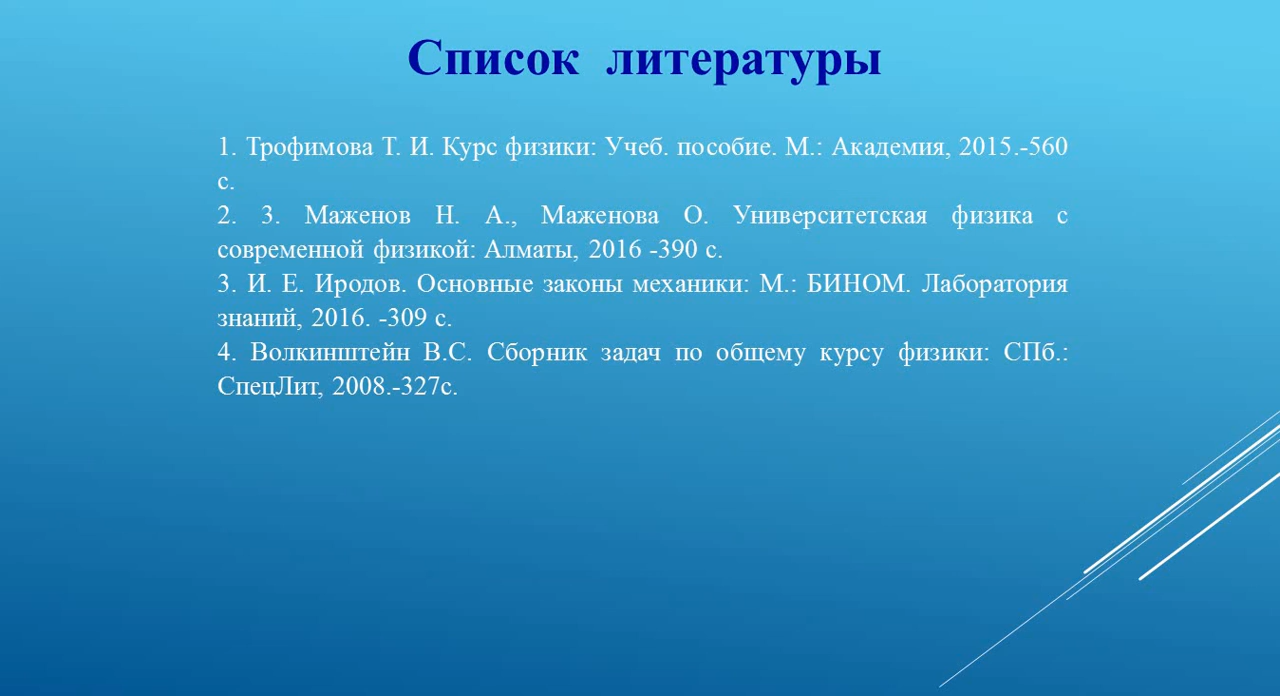 Список литературы
1. Трофимова Т. И. Курс физики: Учеб. пособие. М.: Академия, 2015.-560
с.
2. 3. Маженов Н. А., Маженова О. Университетская физика с
современной физикой: Алматы, 2016 -390 с.
3. И. Е. Иродов. Основные законы механики: М.: БИНОМ. Лаборатория
знаний, 2016. -309 с.
4. Волкинштейн В.С. Сборник задач по общему курсу физики: СПб.:
СпецЛит, 2008.-327с.